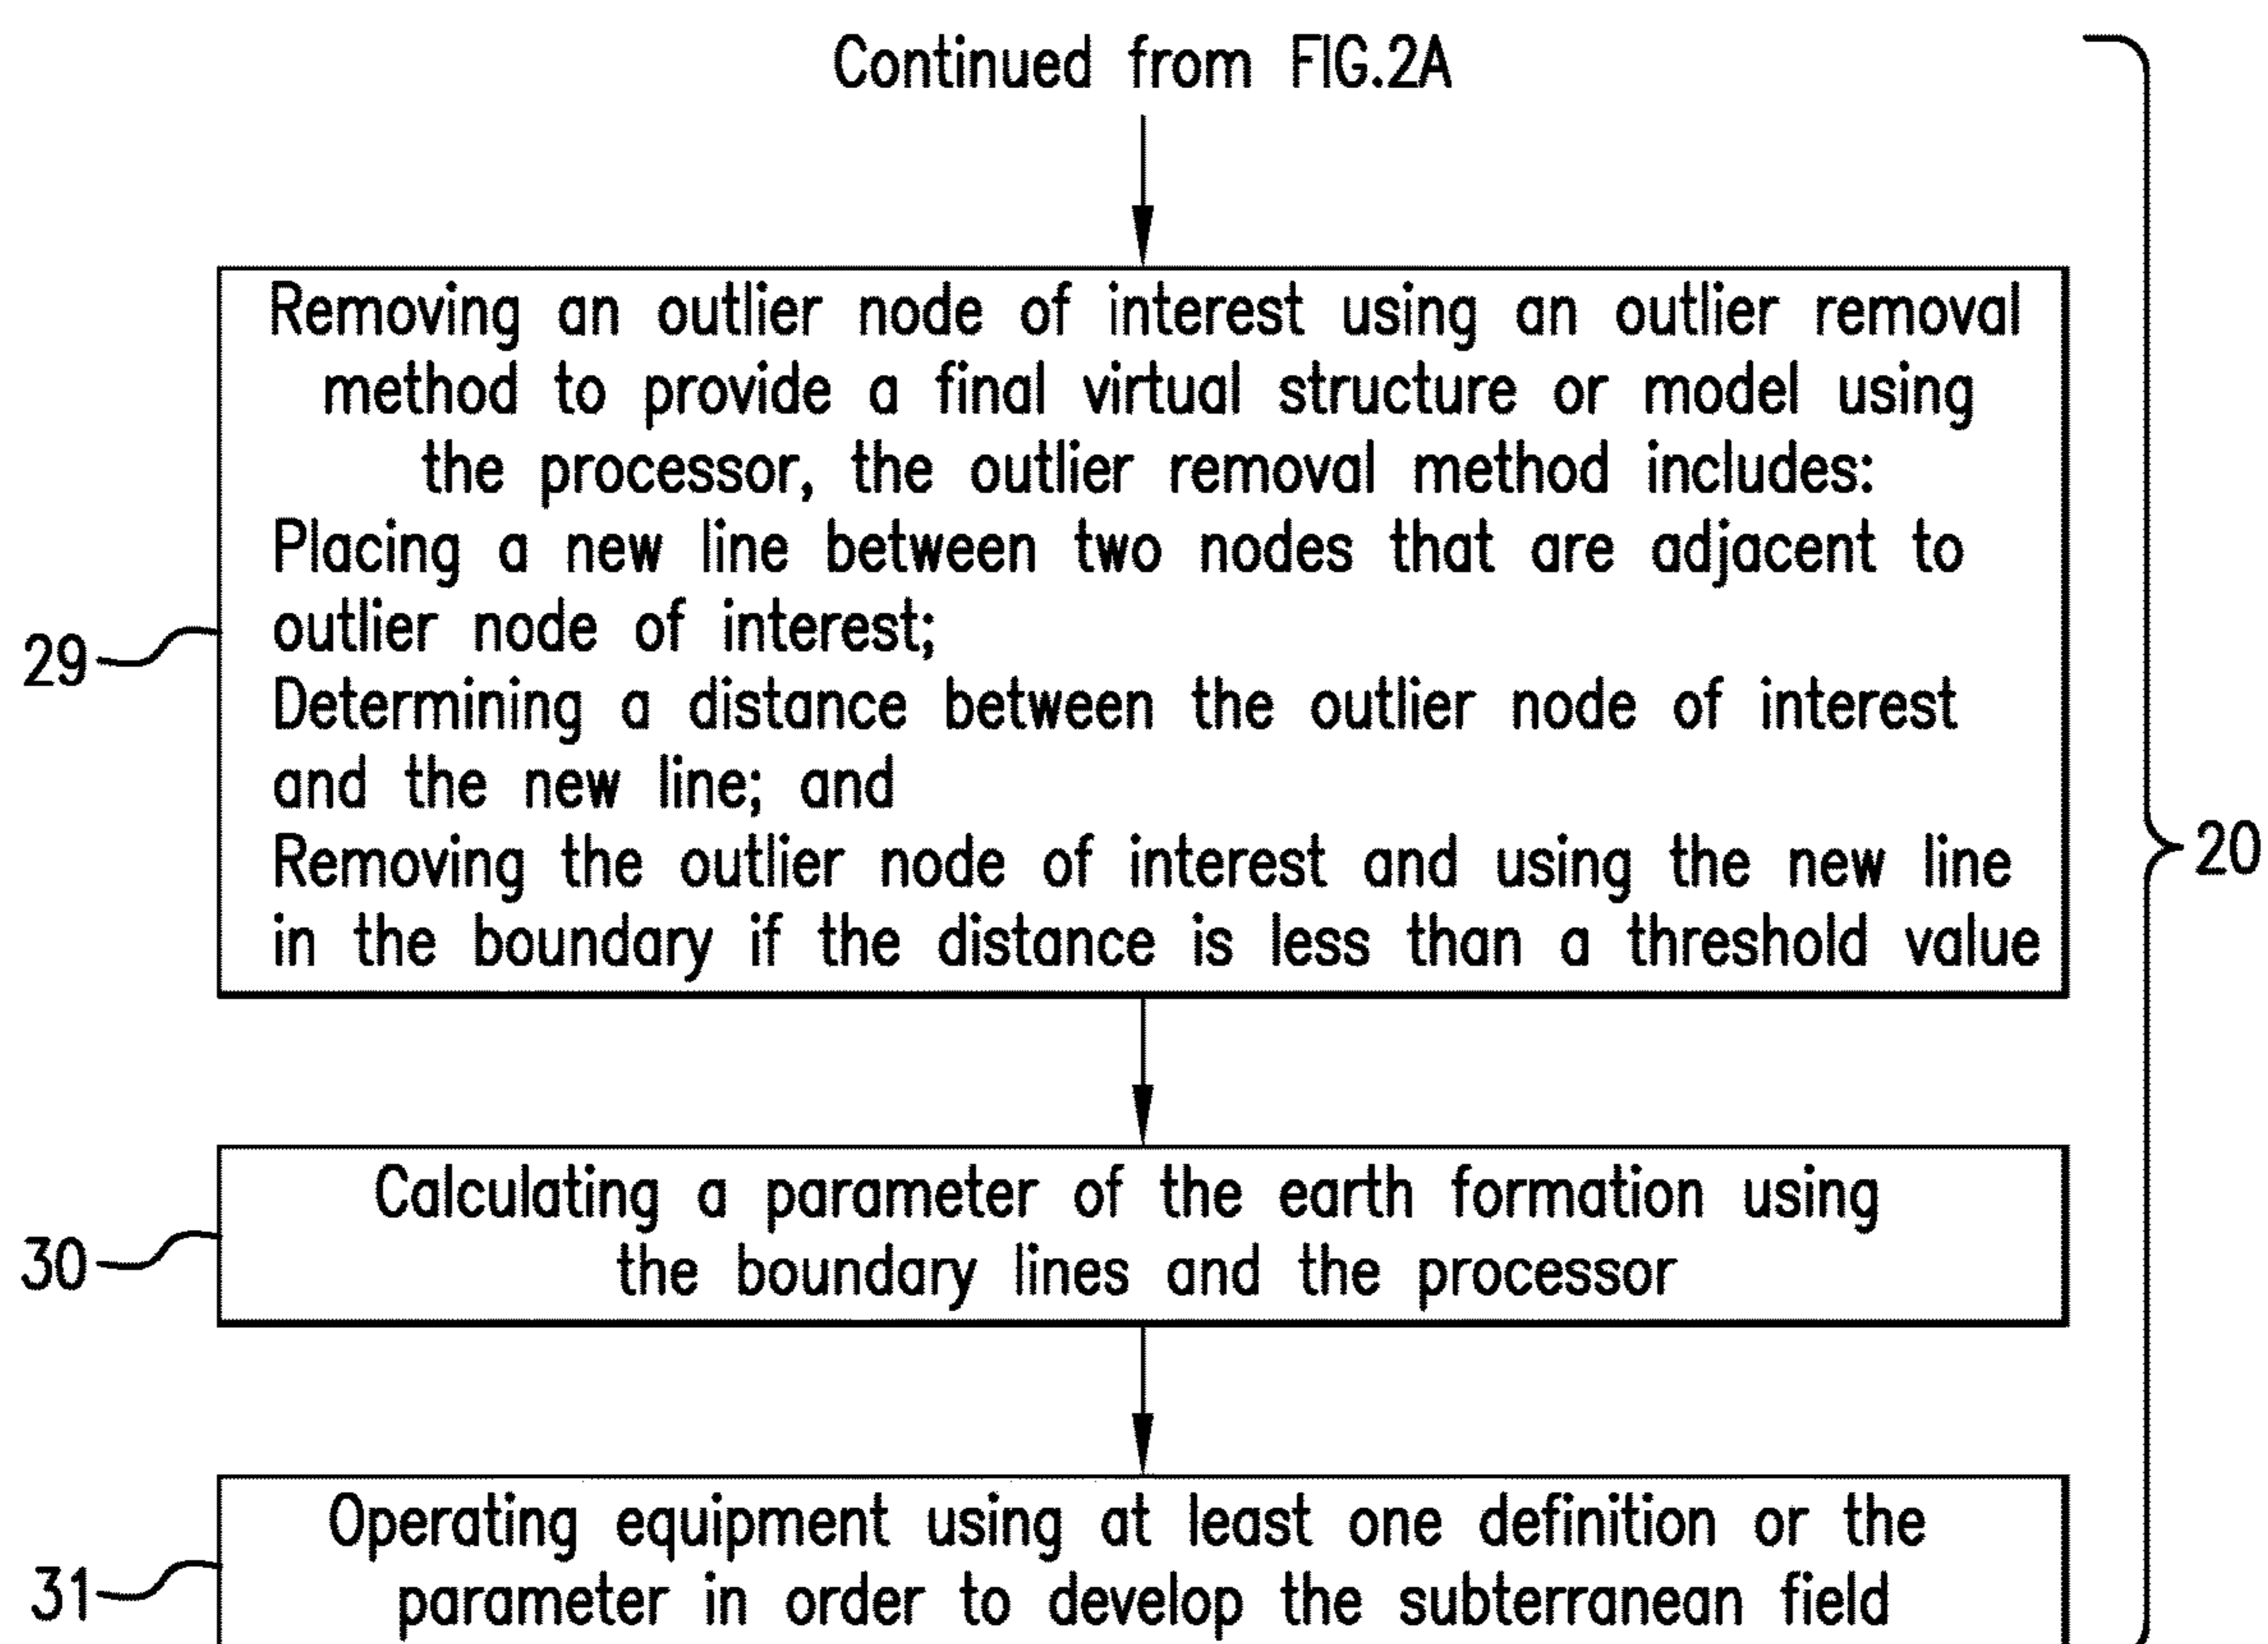 Continued from FIG.2A
Removing an outlier node of interest using an outlier removal
method to provide a final virtual structure or model using
the processor, the outlier removal method includes:
Placing a new line between two nodes that are adjacent to
outlier node of interest;
29
Determining a distance between the outlier node of interest
and the new line; and
Removing the outlier node of interest and using the new line
20
in the boundary if the distance is less than a threshold value
Calculating a parameter of the earth formation using
30
the boundary lines and the processor
Operating equipment using at least one definition or the
31
parameter in order to develop the subterranean field